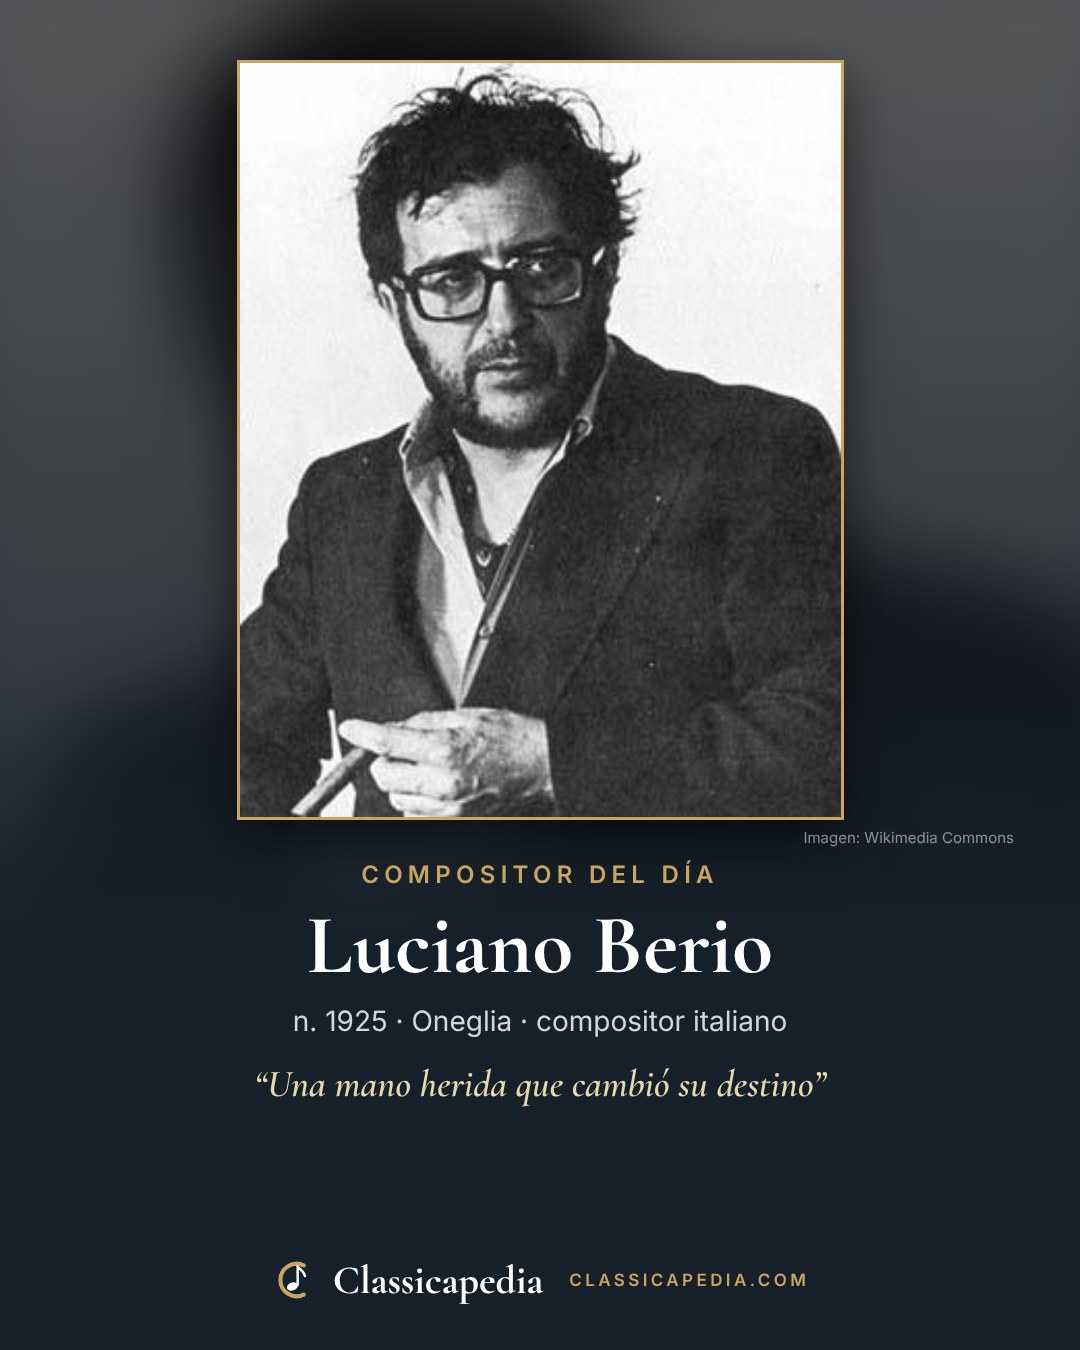 Imagen: Wikimedia Commons
COMPOSITOR DEL DÍA
Luciano Berio
n. 1925 · Oneglia · compositor italiano
“Una mano herida que cambió su destino”
Classicapedia CLASSICAPEDIA.COM